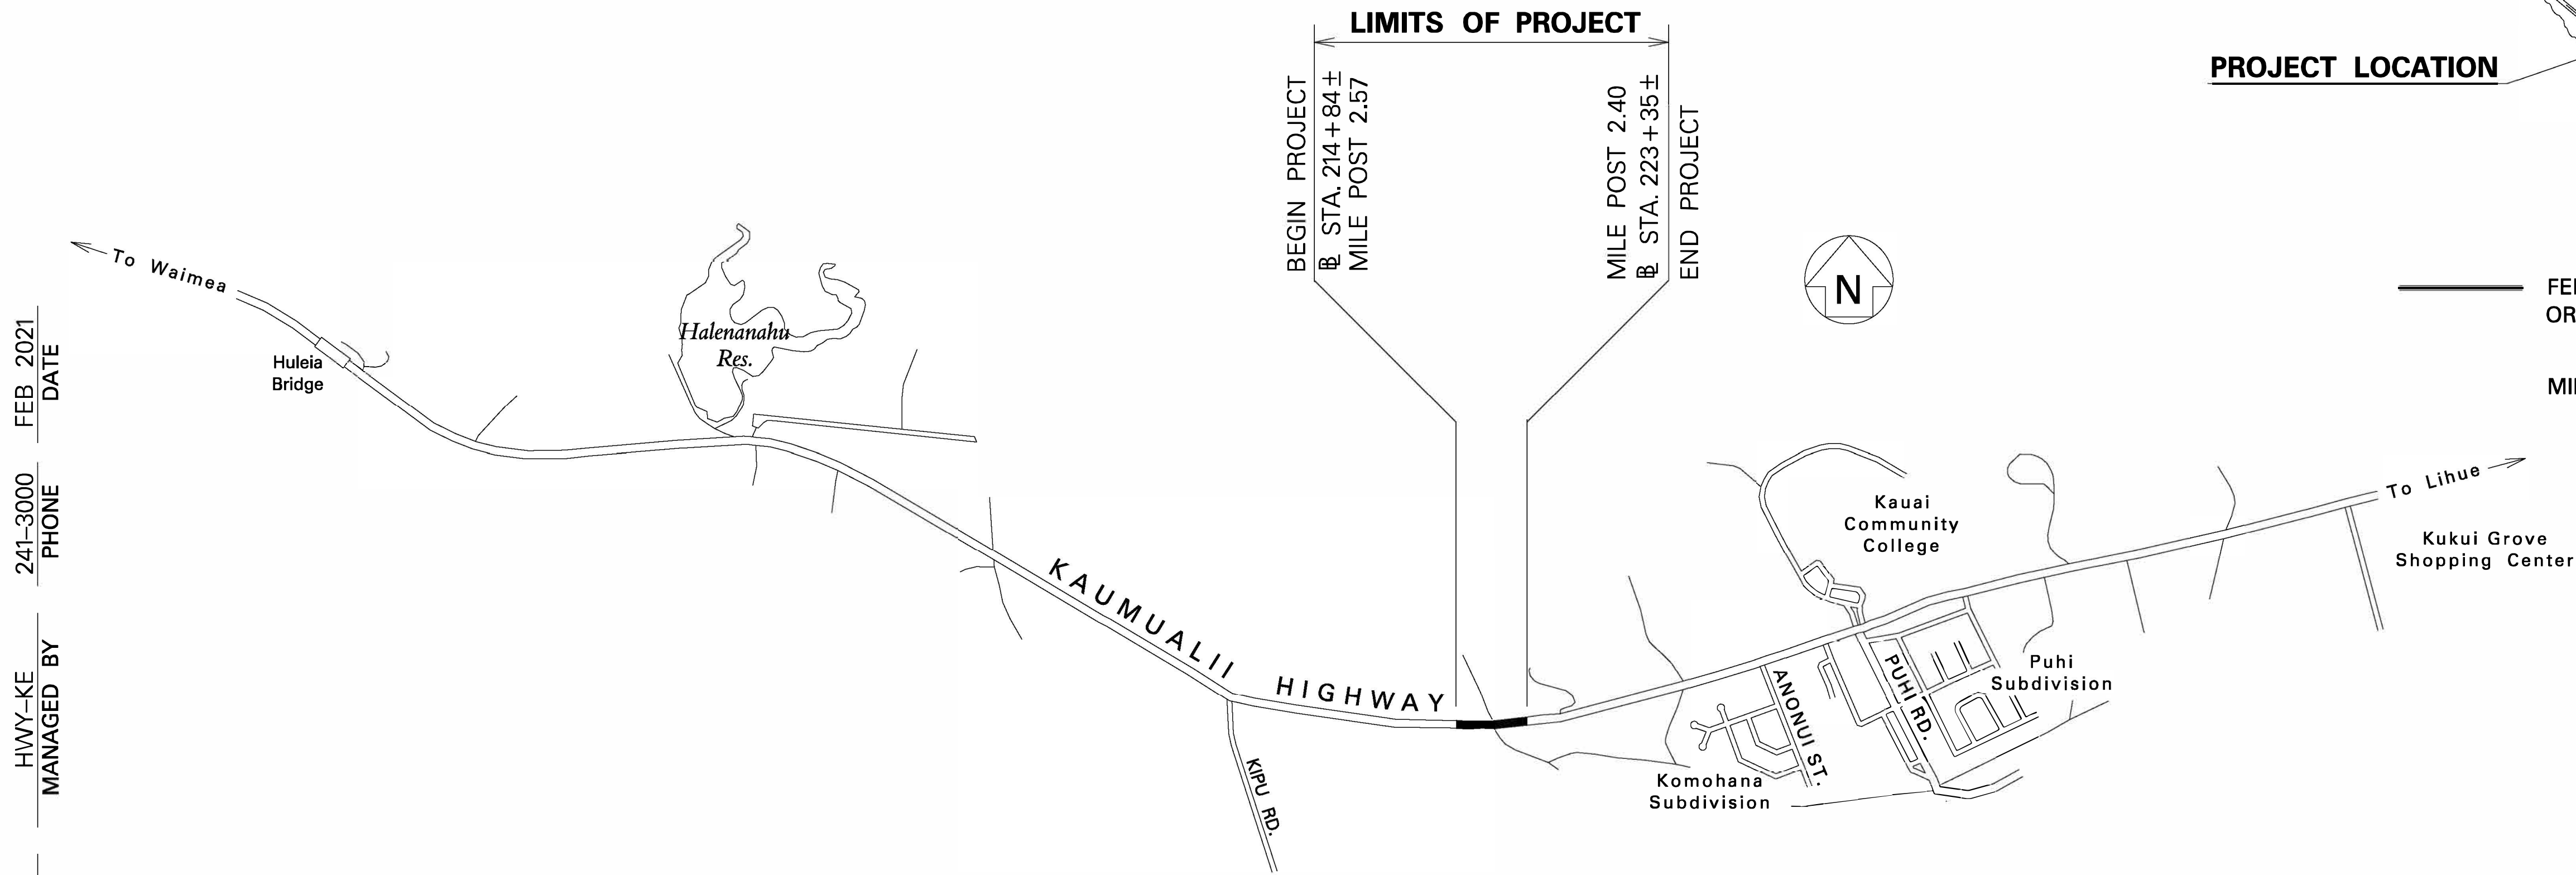 LIMITS OF PROJECT
PROJECT LOCATION
BEGIN PROJECT
BL STA. 214+84±
MILE POST 2.57
MILE POST 2.40
BL STA. 223+35±
END PROJECT
N
To Waimea
Huleia
Bridge
Halenanahu
Res.
KAUMUALII HIGHWAY
KIPU RD.
Kauai
Community
College
To Lihue
Kukui Grove
Shopping Center
ANONUI ST.
PUHI RD.
Puhi
Subdivision
Komohana
Subdivision
FEB 2021
DATE
241-3000
PHONE
HWY-KE
MANAGED BY
OR